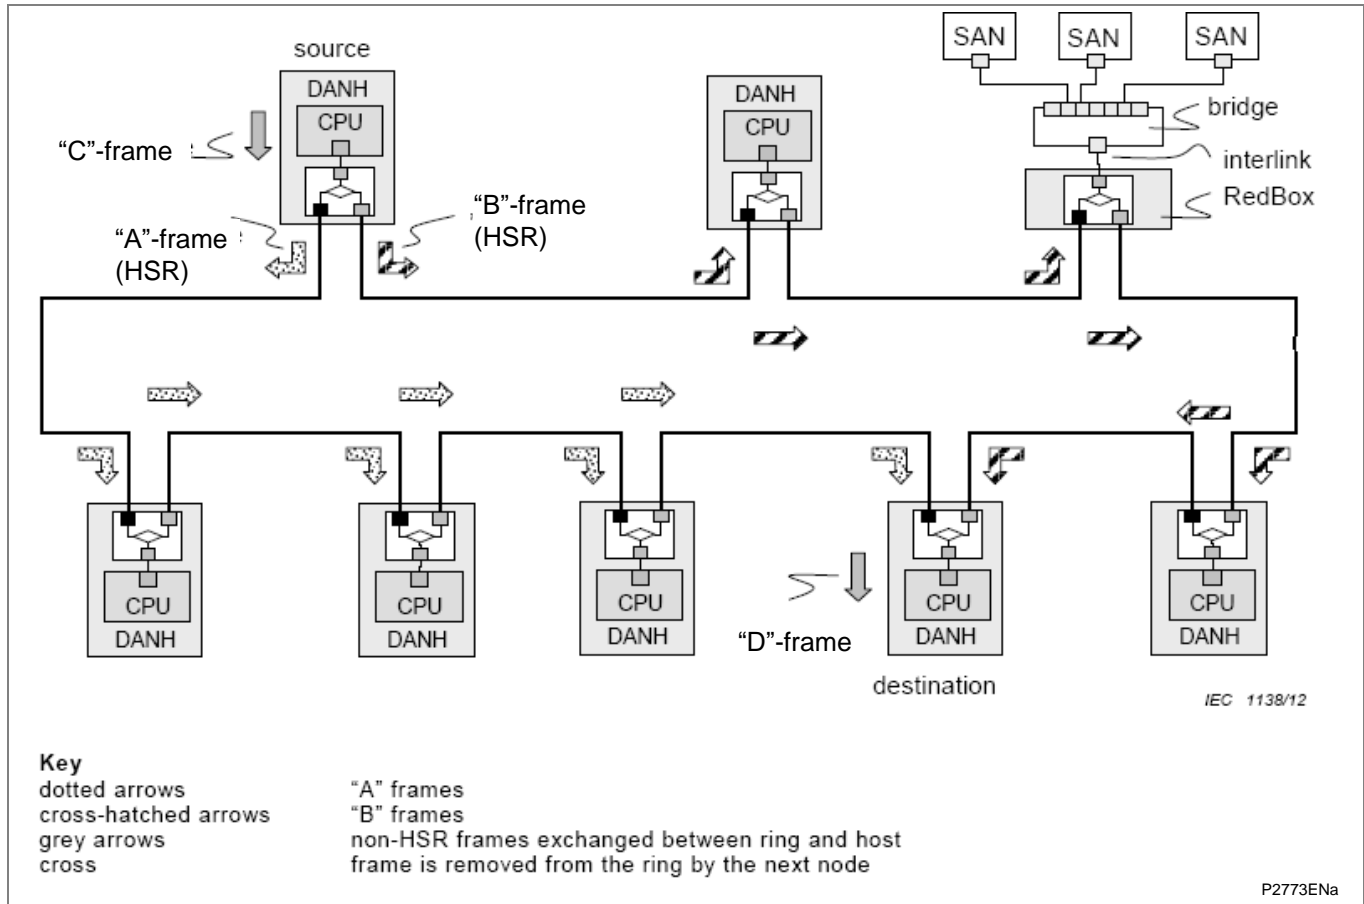 source
SAN
SAN
SAN
DANH
CPU
DANH
CPU
bridge
interlink
RedBox
“C”-frame
“A”-frame
(HSR)
“B”-frame
(HSR)
CPU
DANH
CPU
DANH
CPU
DANH
“D”-frame
CPU
DANH
destination
CPU
DANH
IEC 1138/12
Key
dotted arrows “A” frames
cross-hatched arrows “B” frames
grey arrows non-HSR frames exchanged between ring and host
cross frame is removed from the ring by the next node
P2773ENa